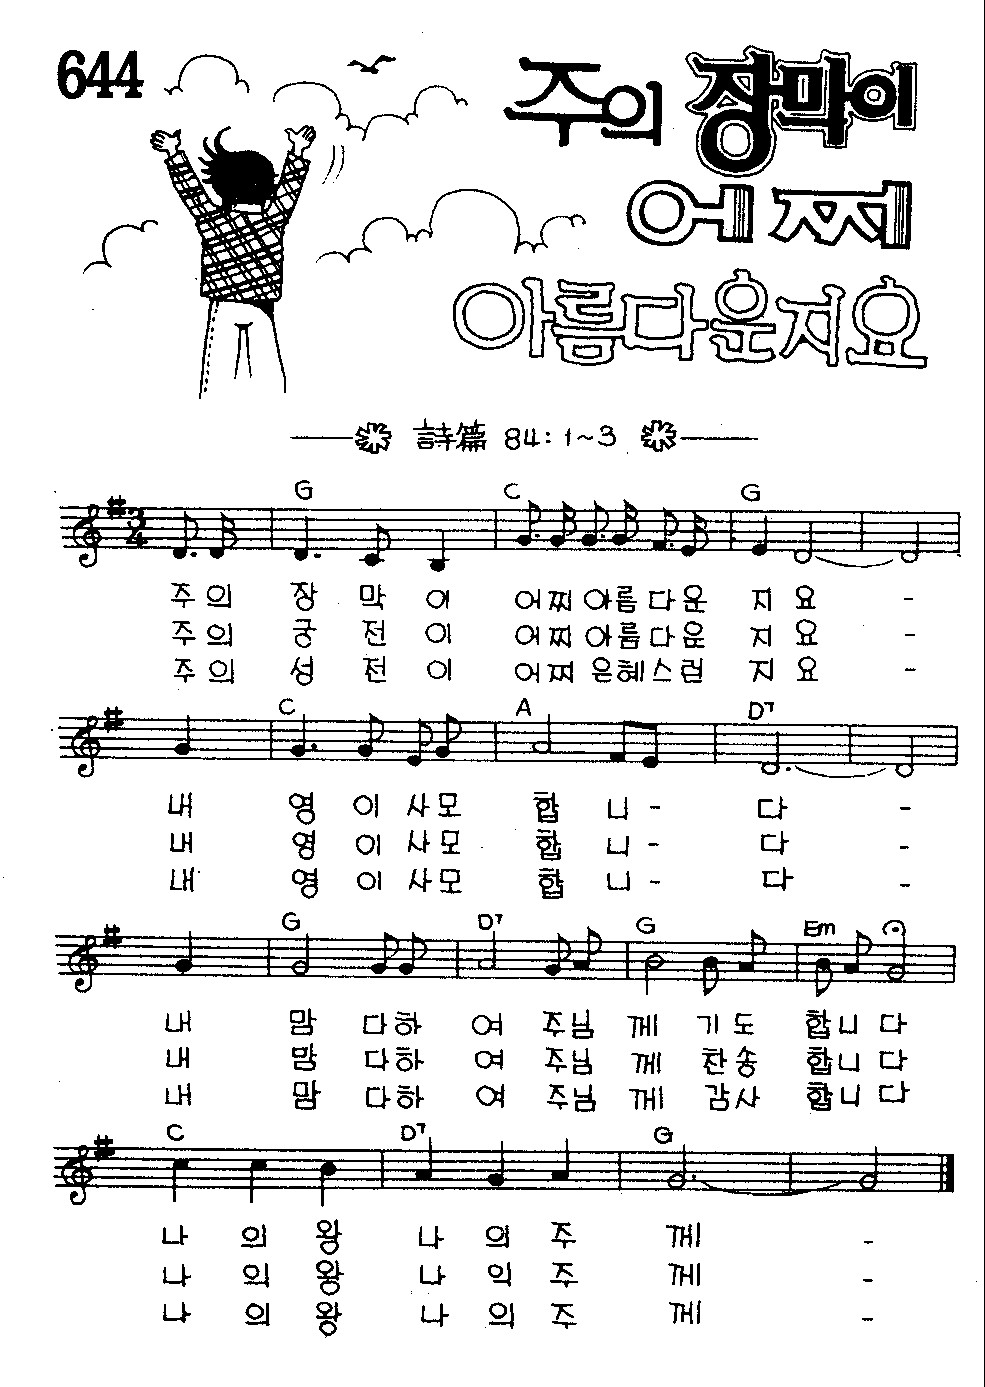 644
주의 장막이
어찌
아름다운지요
詩篇 84:1~3
G C G
3
4
주의 장막이 어찌아름다운 지요 -
주의 궁전이 어찌아름다운 지요 -
주의 성전이 어찌은혜스런 지요 -
C A D7
내 영이사모 합니- 다 -
내 영이사모 합니- 다 -
내 영이사모 합니- 다 -
G D7 G Em
내 맘 다하여 주님께 기도 합니다
내 맘 다하여 주님께 찬송 합니다
내 맘 다하여 주님께 감사 합니다
C D7 G
나의왕 나의주 께 -
나의왕 나의주 께 -
나의왕 나의주 께 -